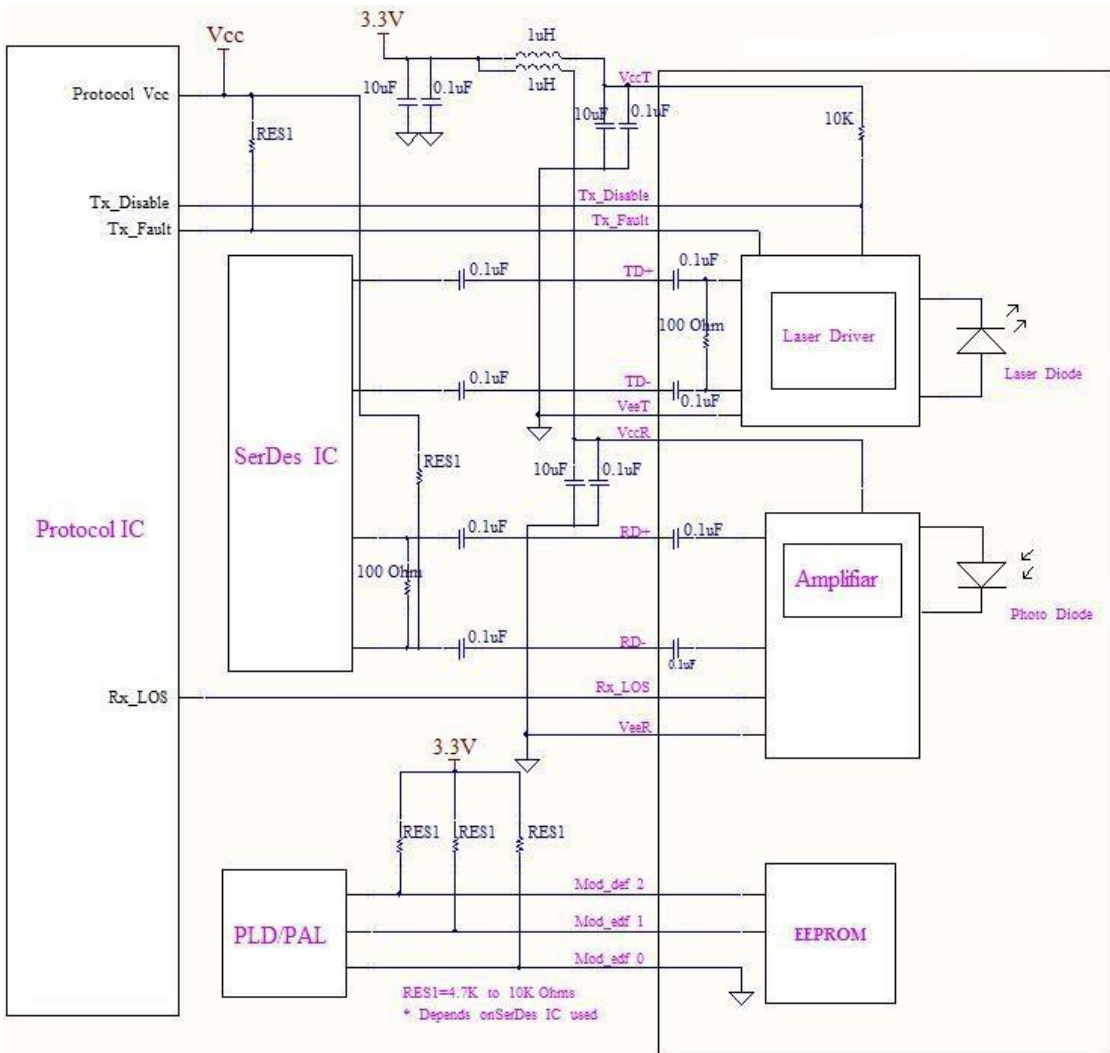 3.3V
1uH
Vcc
1uH
VccT
Protocol Vcc
10uF
0.1uF
10uF
0.1uF
10K
RES1
Tx_Disable
Tx_Disable
Tx_Fault
Tx_Fault
0.1uF
TD+
0.1uF
100 Ohm
Laser Driver
Laser Diode
0.1uF
TD-
0.1uF
VeeT
VccR
SerDes IC
RES1
10uF
0.1uF
Protocol IC
0.1uF
RD+
0.1uF
100 Ohm
Amplifiar
Photo Diode
0.1uF
RD-
0.1uF
Rx_LOS
Rx_LOS
VeeR
3.3V
RES1
RES1
RES1
Mod_def 2
PLD/PAL
Mod_edf 1
EEPROM
Mod_edf 0
RES1=4.7K to 10K Ohms
* Depends onSerDes IC used